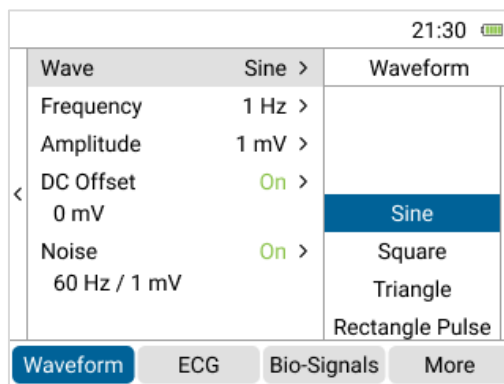 21:30
Wave Sine >
Frequency 1 Hz >
Amplitude 1 mV >
DC Offset On >
0 mV
Noise On >
60 Hz / 1 mV
<
Waveform
Sine
Square
Triangle
Rectangle Pulse
Waveform ECG Bio-Signals More